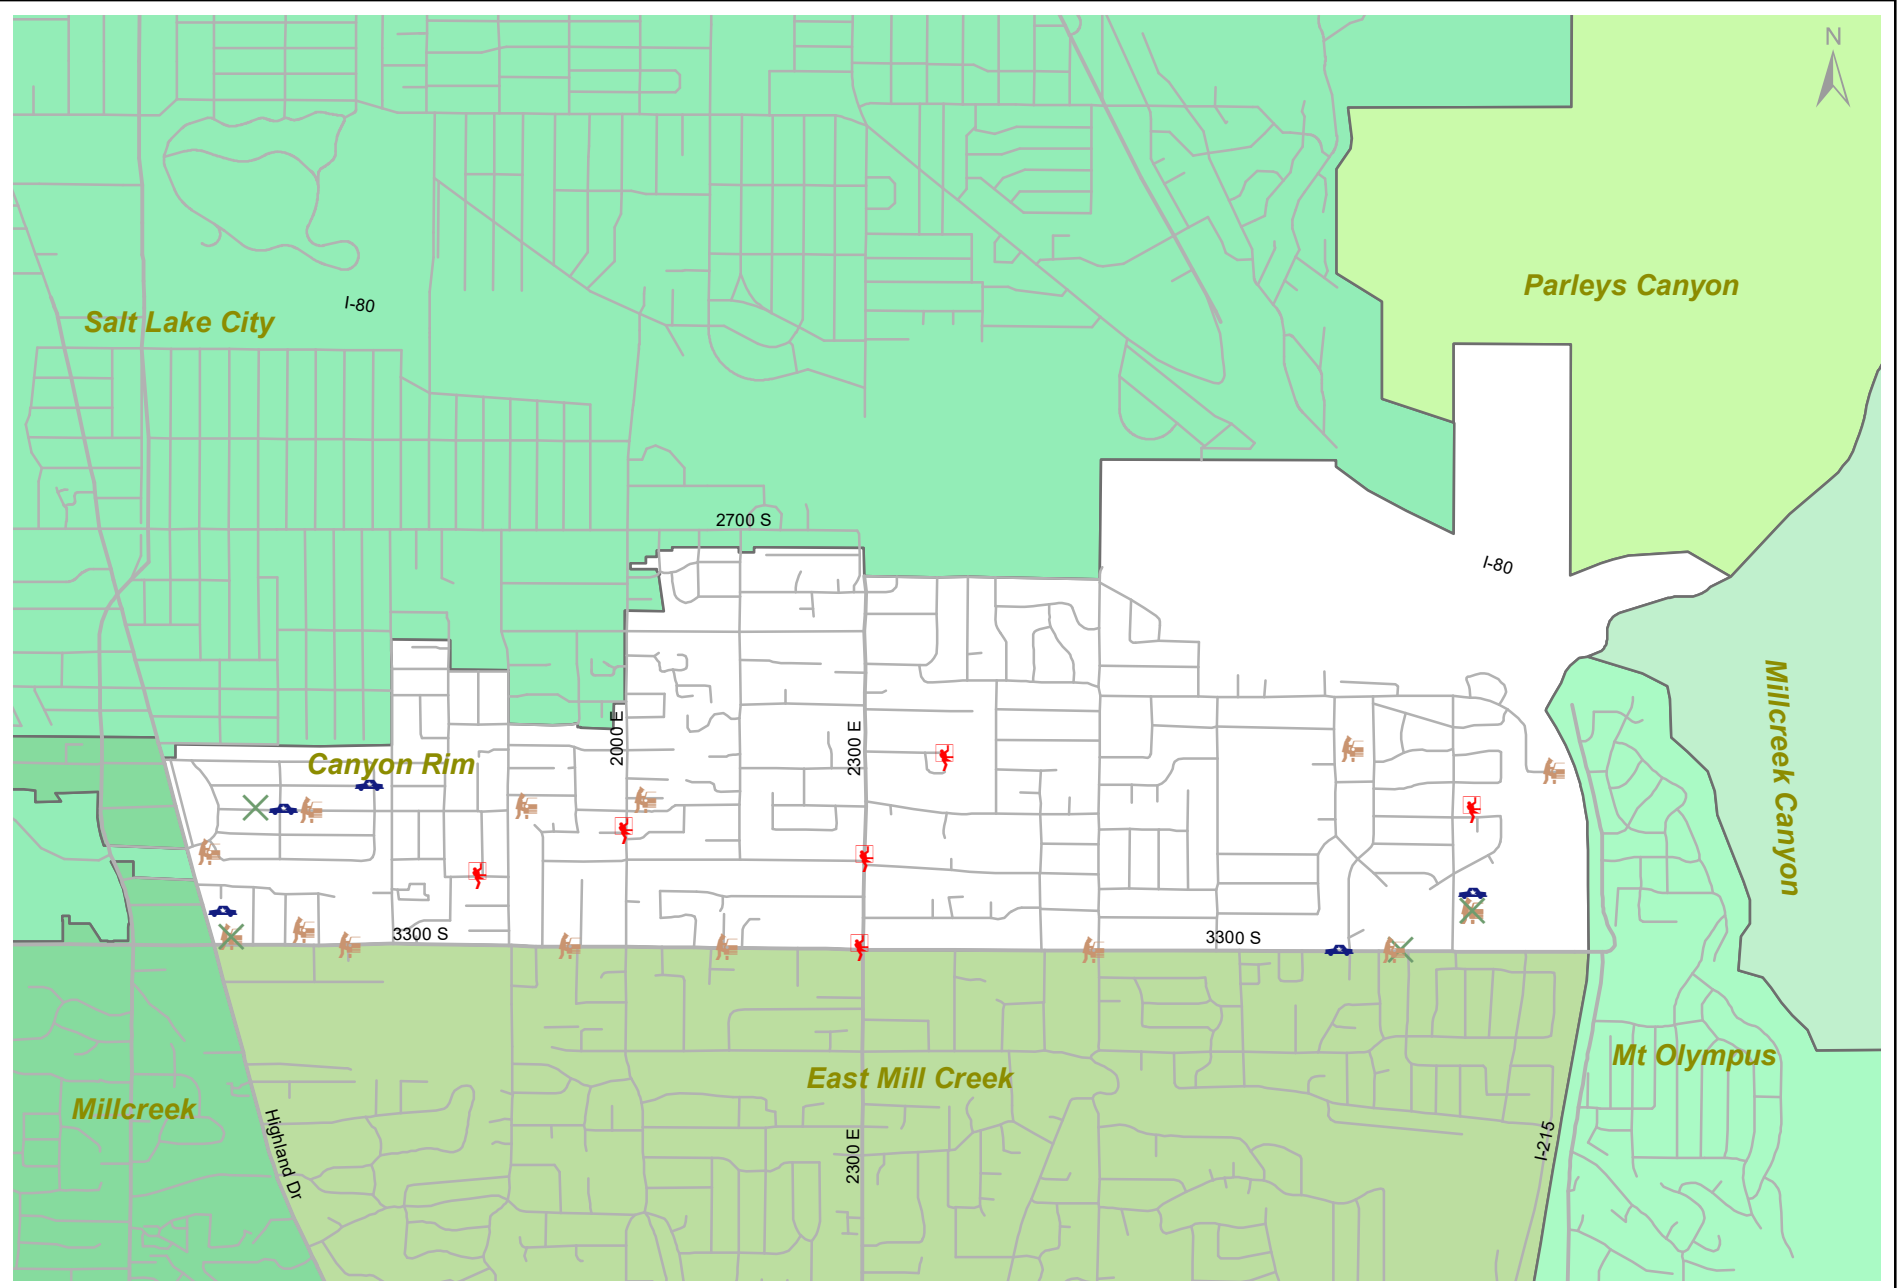 N
Parleys Canyon
I-80
Salt Lake City
2700 S
I-80
Millcreek Canyon
2000 E
2300 E
Canyon Rim
3300 S
3300 S
Mt Olympus
East Mill Creek
Millcreek
Highland Dr
2300 E
I-215